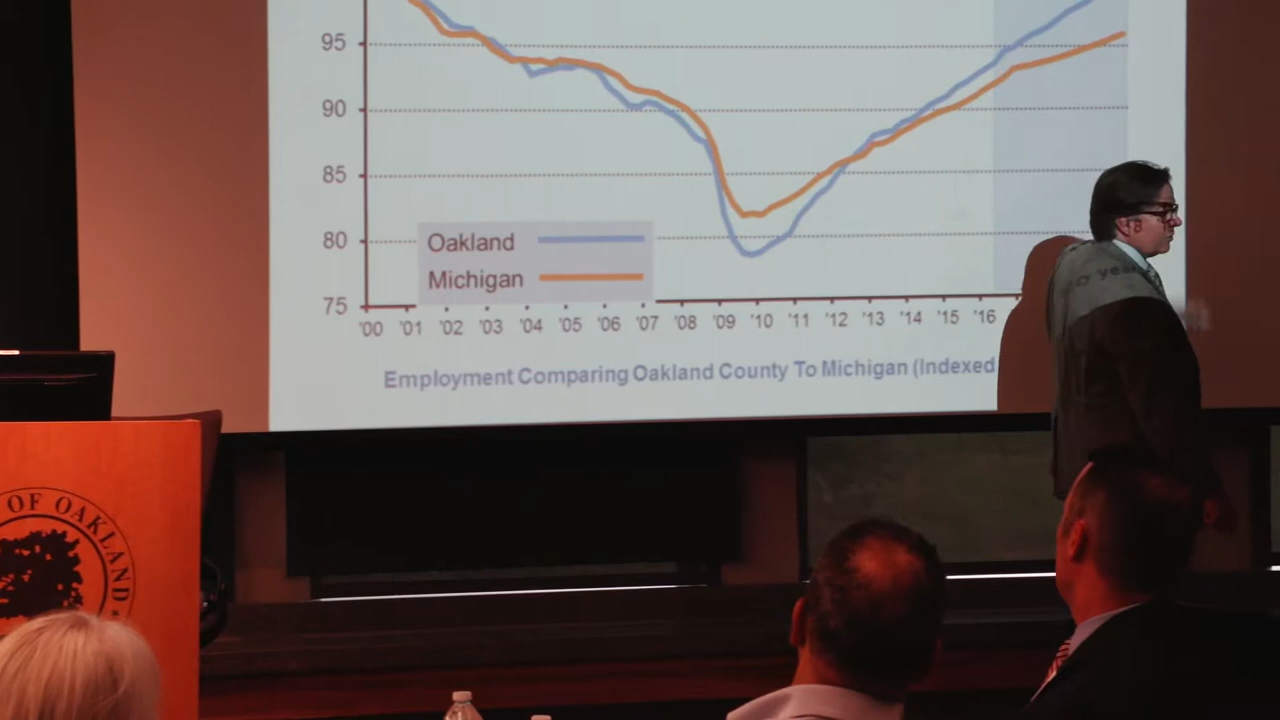 95
90
85
80
75
Oakland
Michigan
'00 '01 '02 '03 '04 '05 '06 '07 '08 '09 '10 '11 '12 '13 '14 '15 '16
Employment Comparing Oakland County To Michigan (Indexed
OF OAKLAND
year